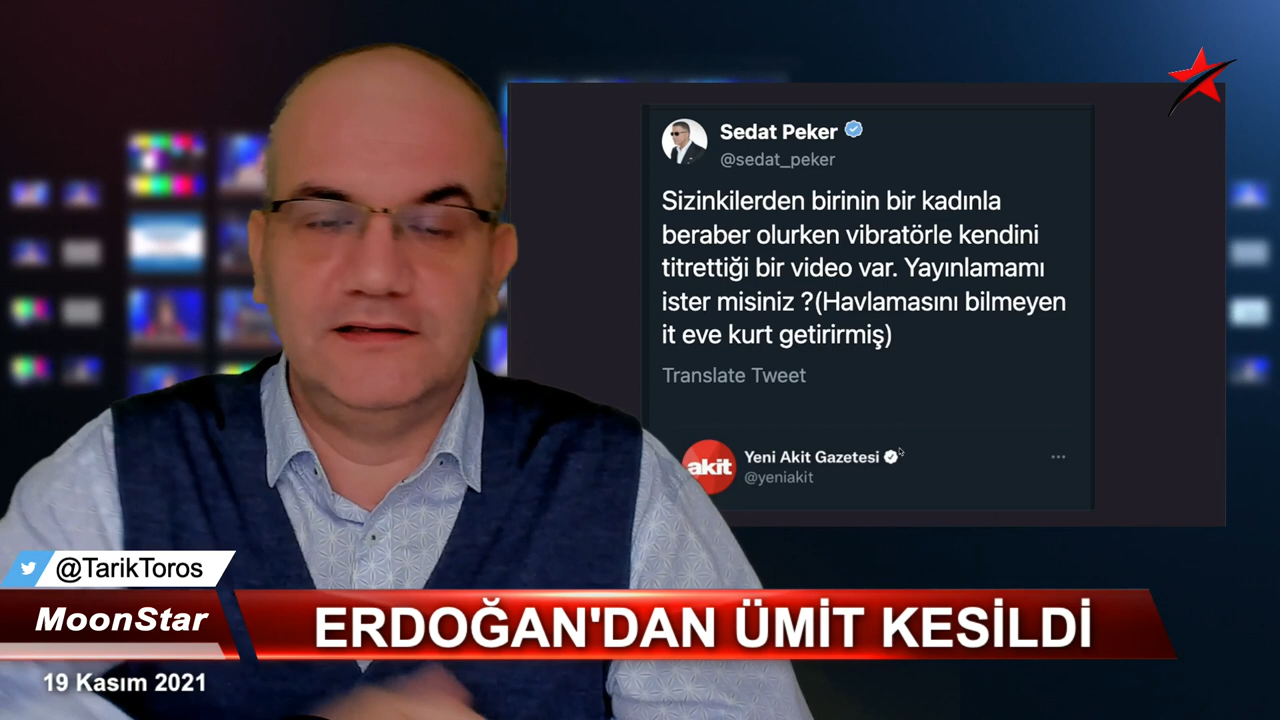 Sedat Peker
@sedat_peker
Sizinkilerden birinin bir kadınla
beraber olurken vibratörle kendini
titrettiği bir video var. Yayınlamamı
ister misiniz ?(Havlamasını bilmeyen
it eve kurt getirirmiş)
Translate Tweet
akit
Yeni Akit Gazetesi
@yeniakit
@TarikToros
MoonStar
ERDOĞAN'DAN ÜMİT KESİLDİ
19 Kasım 2021